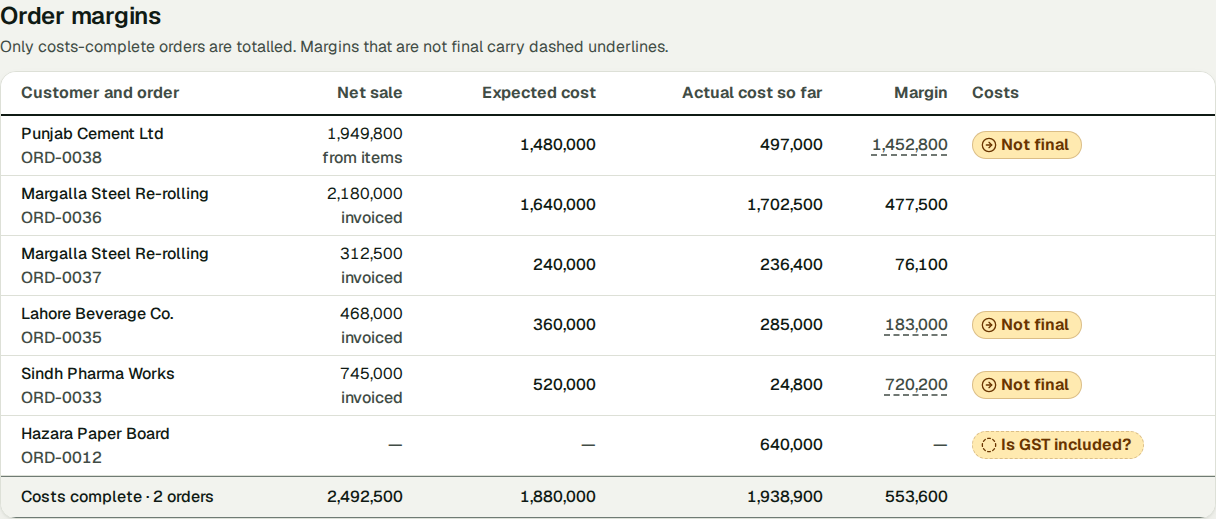 Order margins
Only costs-complete orders are totalled. Margins that are not final carry dashed underlines.
Customer and order Net sale Expected cost Actual cost so far Margin Costs
Punjab Cement Ltd 1,949,800 1,480,000 497,000 1,452,800 Not final
ORD-0038 from items
Margalla Steel Re-rolling 2,180,000 1,640,000 1,702,500 477,500
ORD-0036 invoiced
Margalla Steel Re-rolling 312,500 240,000 236,400 76,100
ORD-0037 invoiced
Lahore Beverage Co. 468,000 360,000 285,000 183,000 Not final
ORD-0035 invoiced
Sindh Pharma Works 745,000 520,000 24,800 720,200 Not final
ORD-0033 invoiced
Hazara Paper Board — — 640,000 — Is GST included?
ORD-0012
Costs complete · 2 orders 2,492,500 1,880,000 1,938,900 553,600